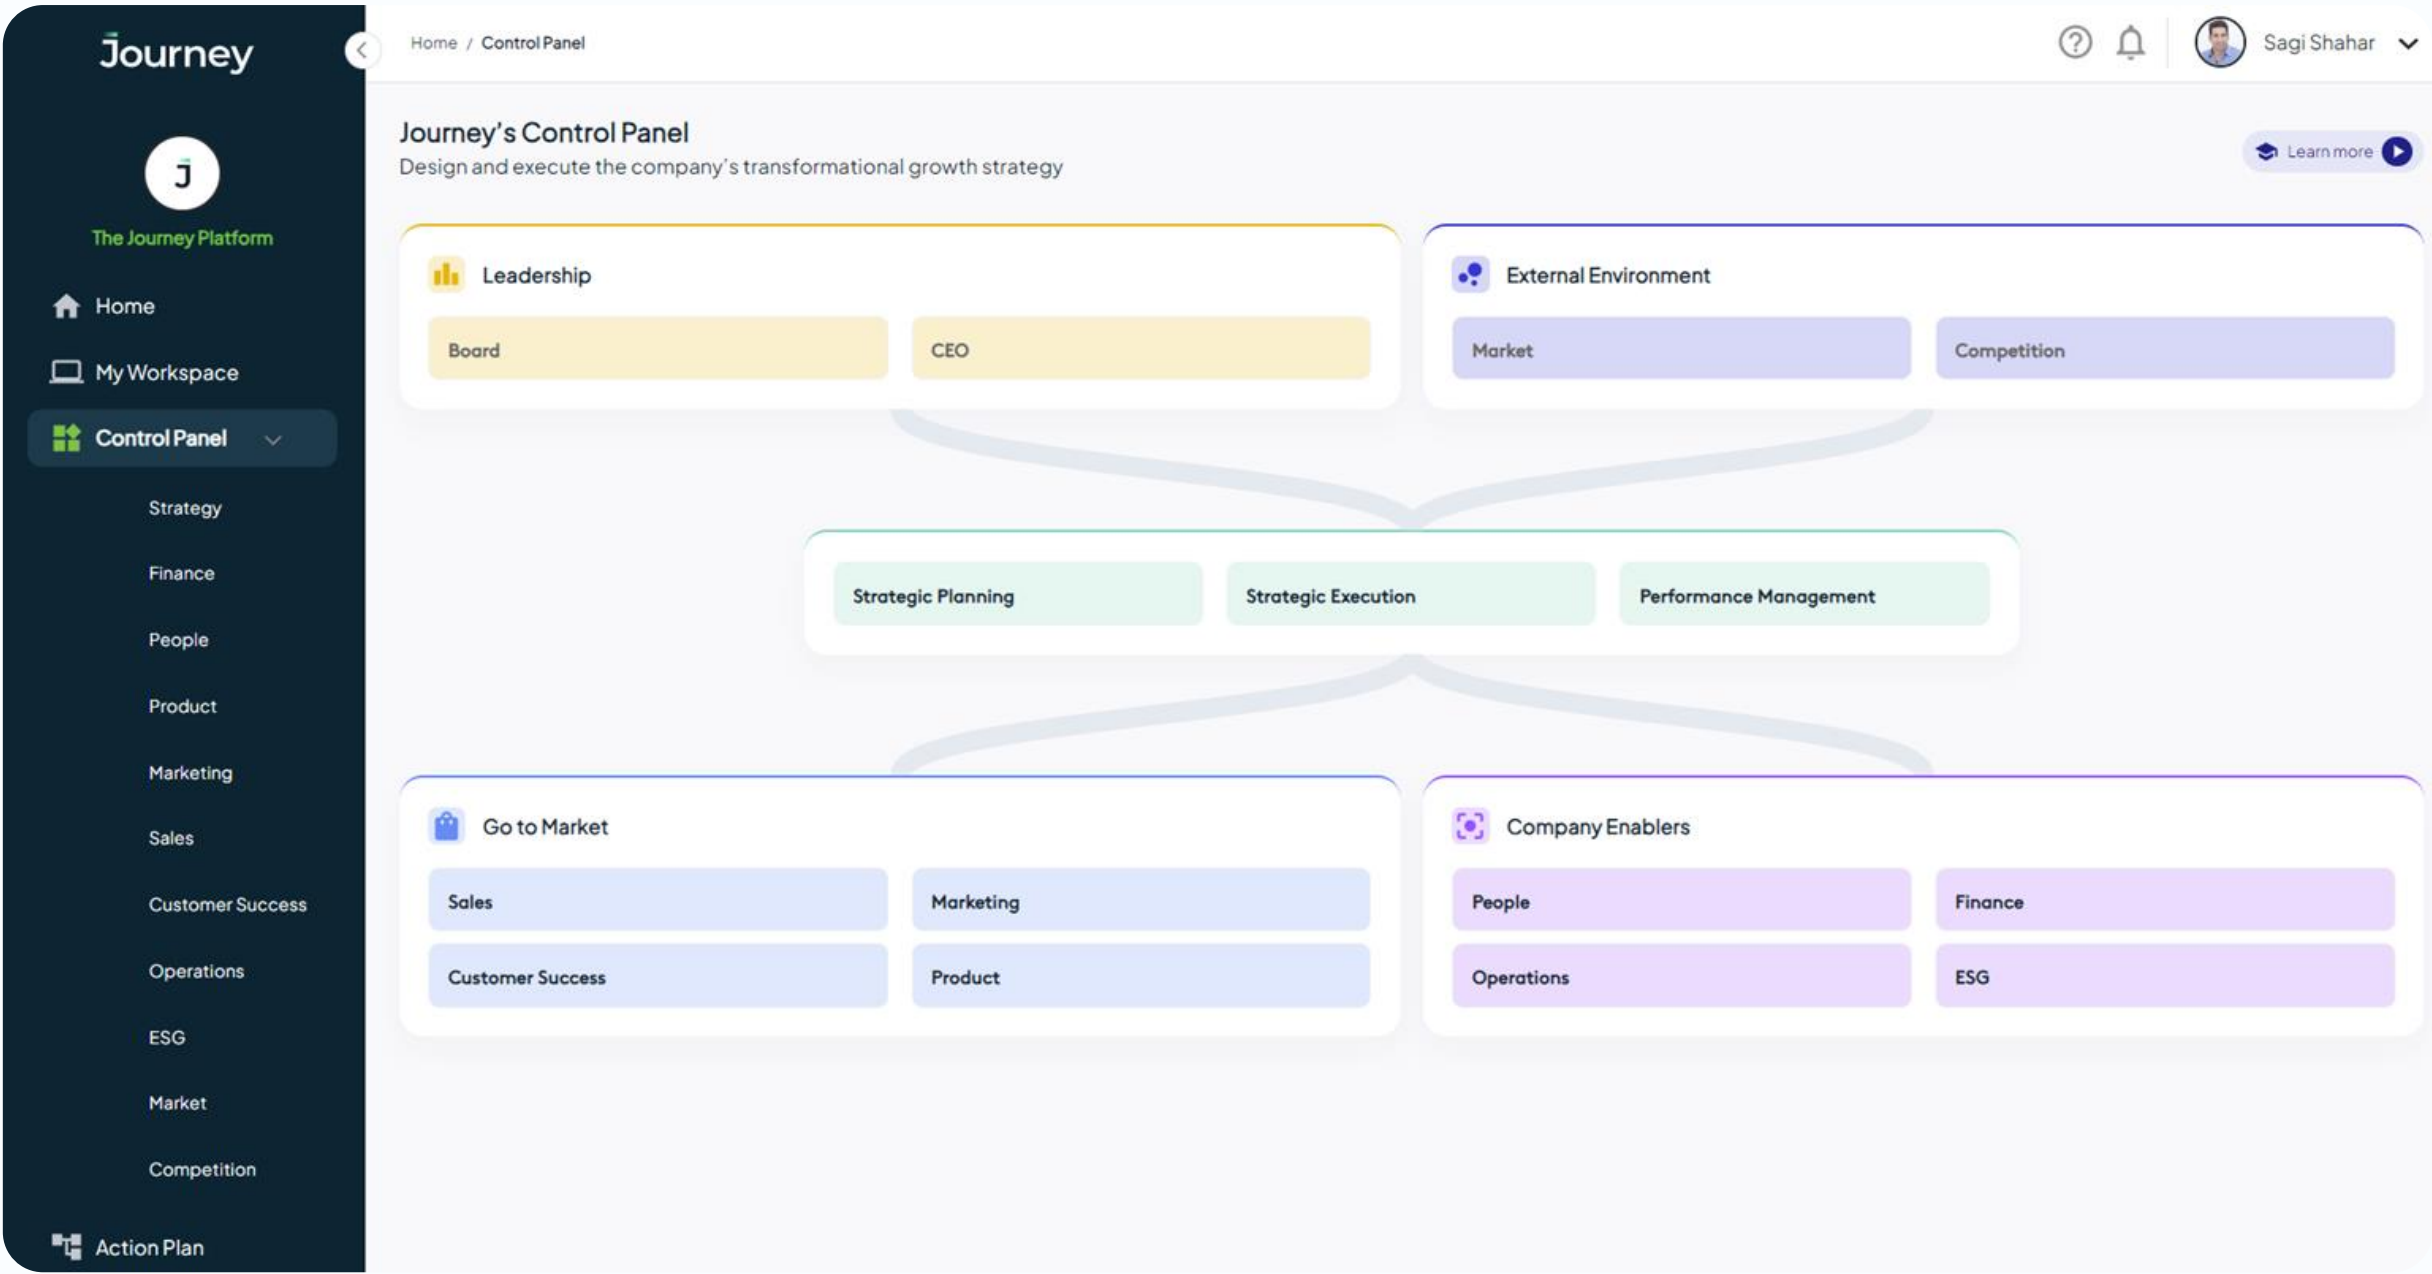 Journey
J
The Journey Platform
Home
My Workspace
Control Panel
Strategy
Finance
People
Product
Marketing
Sales
Customer Success
Operations
ESG
Market
Competition
Action Plan
Home / Control Panel
Sagi Shahar
Journey's Control Panel
Design and execute the company's transformational growth strategy
Learn more
Leadership
Board
CEO
External Environment
Market
Competition
Strategic Planning
Strategic Execution
Performance Management
Go to Market
Sales
Marketing
Customer Success
Product
Company Enablers
People
Finance
Operations
ESG